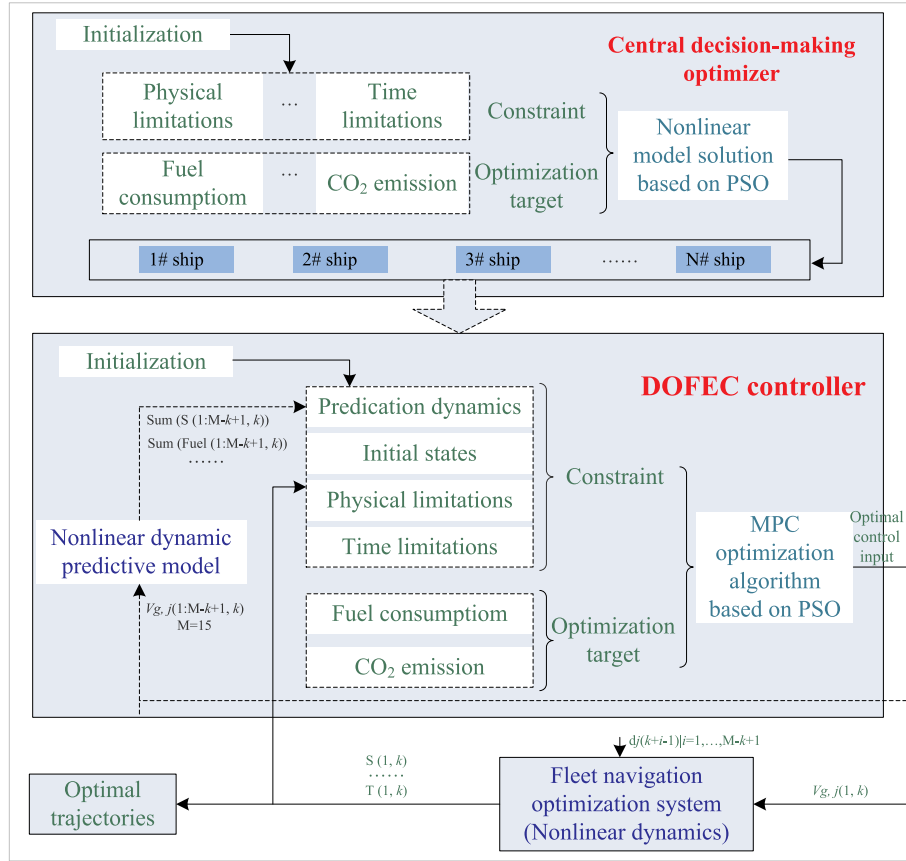 Initialization
Central decision-making
optimizer
Physical
limitations
...
Time
limitations
Constraint
Fuel
consumptiom
...
CO₂ emission
Optimization
target
Nonlinear
model solution
based on PSO
1# ship
2# ship
3# ship
......
N# ship
Initialization
DOFEC controller
Sum (S (1:M-k+1, k))
Sum (Fuel (1:M-k+1, k))
......
Predication dynamics
Initial states
Physical limitations
Time limitations
Constraint
Nonlinear dynamic
predictive model
Vg, j(1:M-k+1, k)
M=15
Fuel consumptiom
CO₂ emission
Optimization
target
MPC
optimization
algorithm
based on PSO
Optimal
control
input
dj(k+i-1)|i=1,...,M-k+1
S (1, k)
......
T (1, k)
Optimal
trajectories
Fleet navigation
optimization system
(Nonlinear dynamics)
Vg, j(1, k)